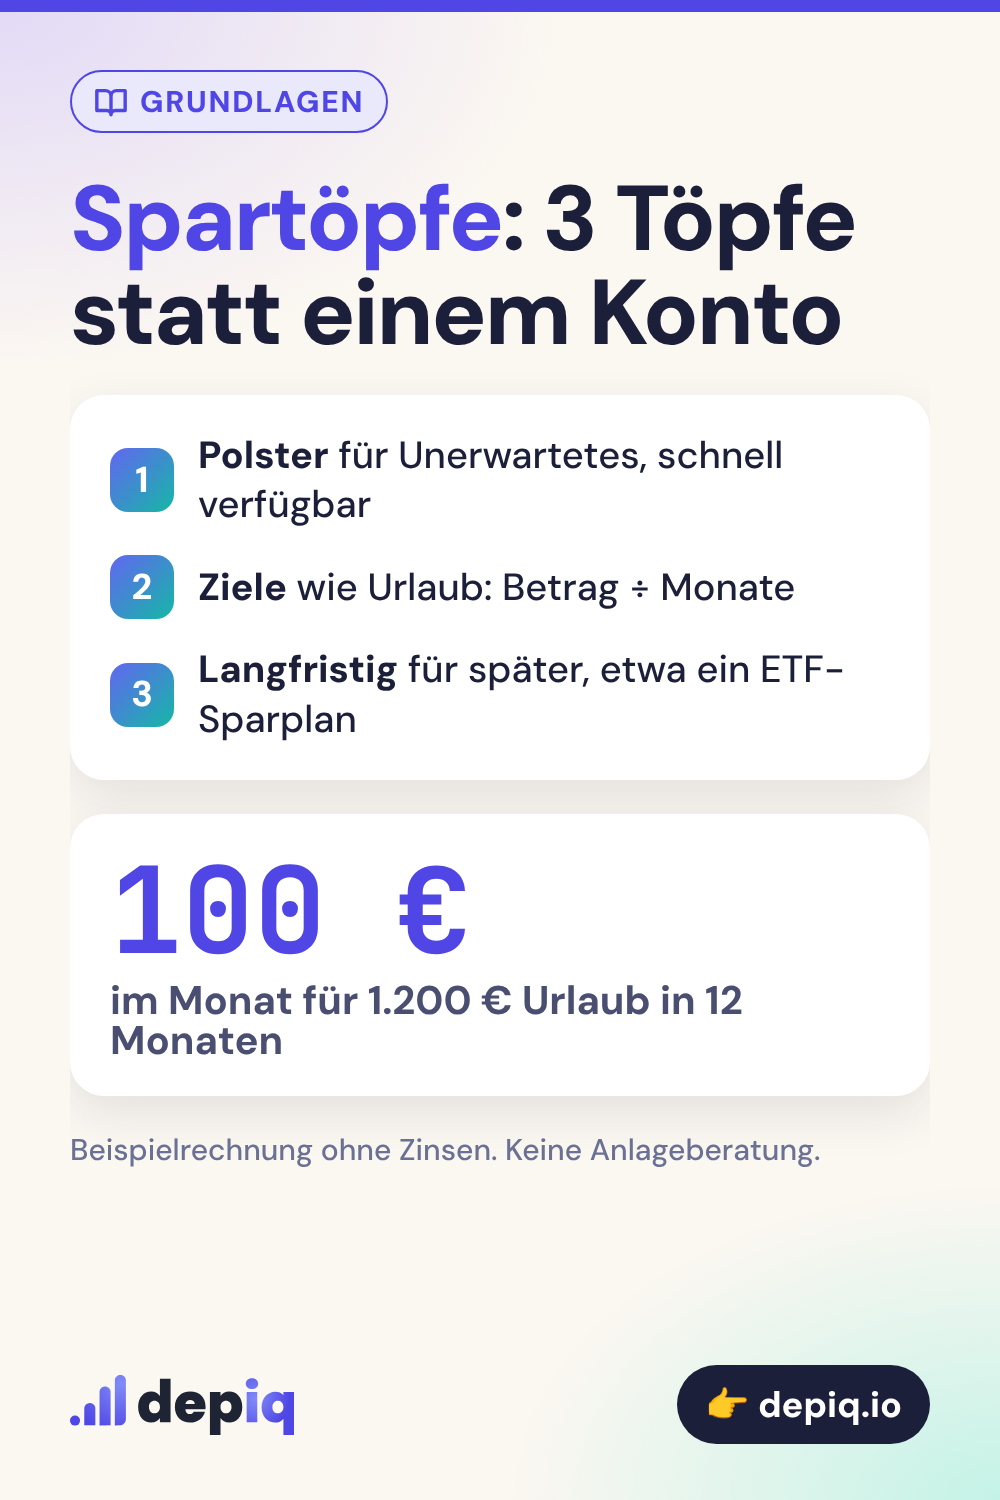 GRUNDLAGEN
Spartöpfe: 3 Töpfe
statt einem Konto
1 Polster für Unerwartetes, schnell
verfügbar
2 Ziele wie Urlaub: Betrag ÷ Monate
3 Langfristig für später, etwa ein ETF-
Sparplan
100 €
im Monat für 1.200 € Urlaub in 12
Monaten
Beispielrechnung ohne Zinsen. Keine Anlageberatung.
depiq
👉 depiq.io